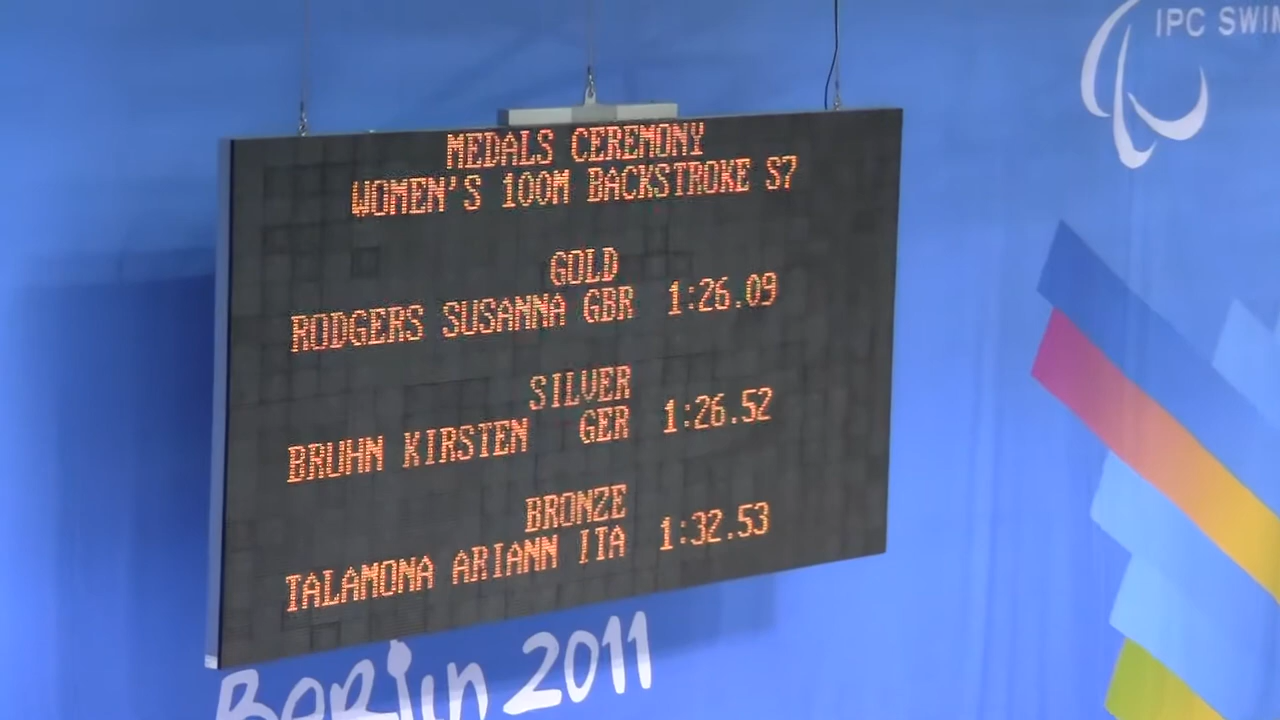 IPC SWIM
MEDALS CEREMONY
WOMEN'S 100M BACKSTROKE S7
GOLD
RODGERS SUSANNA GBR 1:26.09
SILVER
BRUHN KIRSTEN GER 1:26.52
BRONZE
TALAMONA ARIANN ITA 1:32.53
Berlin 2011